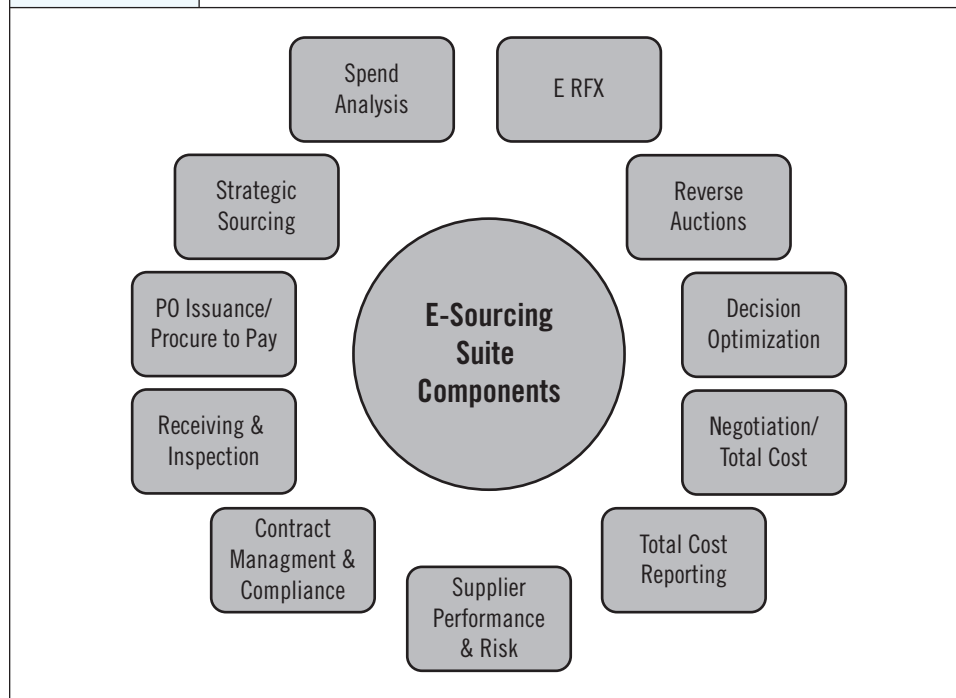 Spend
Analysis
E RFX
Strategic
Sourcing
Reverse
Auctions
E-Sourcing
Suite
Components
PO Issuance/
Procure to Pay
Decision
Optimization
Receiving &
Inspection
Negotiation/
Total Cost
Contract
Managment &
Compliance
Total Cost
Reporting
Supplier
Performance
& Risk